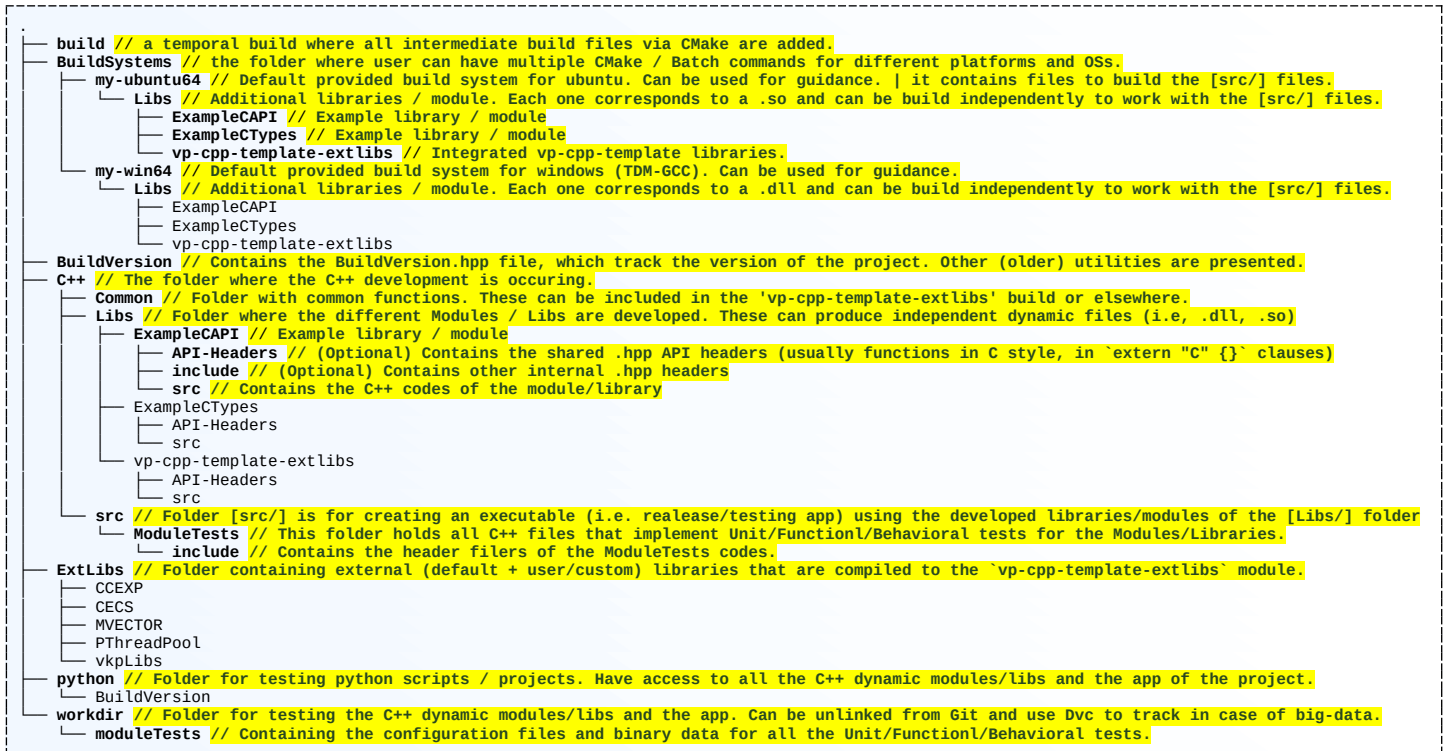 .
├── build // a temporal build where all intermediate build files via CMake are added.
├── BuildSystems // the folder where user can have multiple CMake / Batch commands for different platforms and OSs.
│   ├── my-ubuntu64 // Default provided build system for ubuntu. Can be used for guidance. | it contains files to build the [src/] files.
│   │   └── Libs // Additional libraries / module. Each one corresponds to a .so and can be build independently to work with the [src/] files.
│   │       ├── ExampleCAPI // Example library / module
│   │       ├── ExampleCTypes // Example library / module
│   │       └── vp-cpp-template-extlibs // Integrated vp-cpp-template libraries.
│   └── my-win64 // Default provided build system for windows (TDM-GCC). Can be used for guidance.
│       └── Libs // Additional libraries / module. Each one corresponds to a .dll and can be build independently to work with the [src/] files.
│           ├── ExampleCAPI
│           ├── ExampleCTypes
│           └── vp-cpp-template-extlibs
├── BuildVersion // Contains the BuildVersion.hpp file, which track the version of the project. Other (older) utilities are presented.
├── C++ // The folder where the C++ development is occuring.
│   ├── Common // Folder with common functions. These can be included in the 'vp-cpp-template-extlibs' build or elsewhere.
│   ├── Libs // Folder where the different Modules / Libs are developed. These can produce independent dynamic files (i.e, .dll, .so)
│   │   ├── ExampleCAPI // Example library / module
│   │   │   ├── API-Headers // (Optional) Contains the shared .hpp API headers (usually functions in C style, in `extern "C" {}` clauses)
│   │   │   ├── include // (Optional) Contains other internal .hpp headers
│   │   │   └── src // Contains the C++ codes of the module/library
│   │   ├── ExampleCTypes
│   │   │   ├── API-Headers
│   │   │   └── src
│   │   └── vp-cpp-template-extlibs
│   │       ├── API-Headers
│   │       └── src
│   └── src // Folder [src/] is for creating an executable (i.e. realease/testing app) using the developed libraries/modules of the [Libs/] folder
│       └── ModuleTests // This folder holds all C++ files that implement Unit/Functionl/Behavioral tests for the Modules/Libraries.
│           └── include // Contains the header filers of the ModuleTests codes.
├── ExtLibs // Folder containing external (default + user/custom) libraries that are compiled to the `vp-cpp-template-extlibs` module.
│   ├── CCEXP
│   ├── CECS
│   ├── MVECTOR
│   ├── PThreadPool
│   └── vkpLibs
├── python // Folder for testing python scripts / projects. Have access to all the C++ dynamic modules/libs and the app of the project.
│   └── BuildVersion
└── workdir // Folder for testing the C++ dynamic modules/libs and the app. Can be unlinked from Git and use Dvc to track in case of big-data.
    └── moduleTests // Containing the configuration files and binary data for all the Unit/Functionl/Behavioral tests.